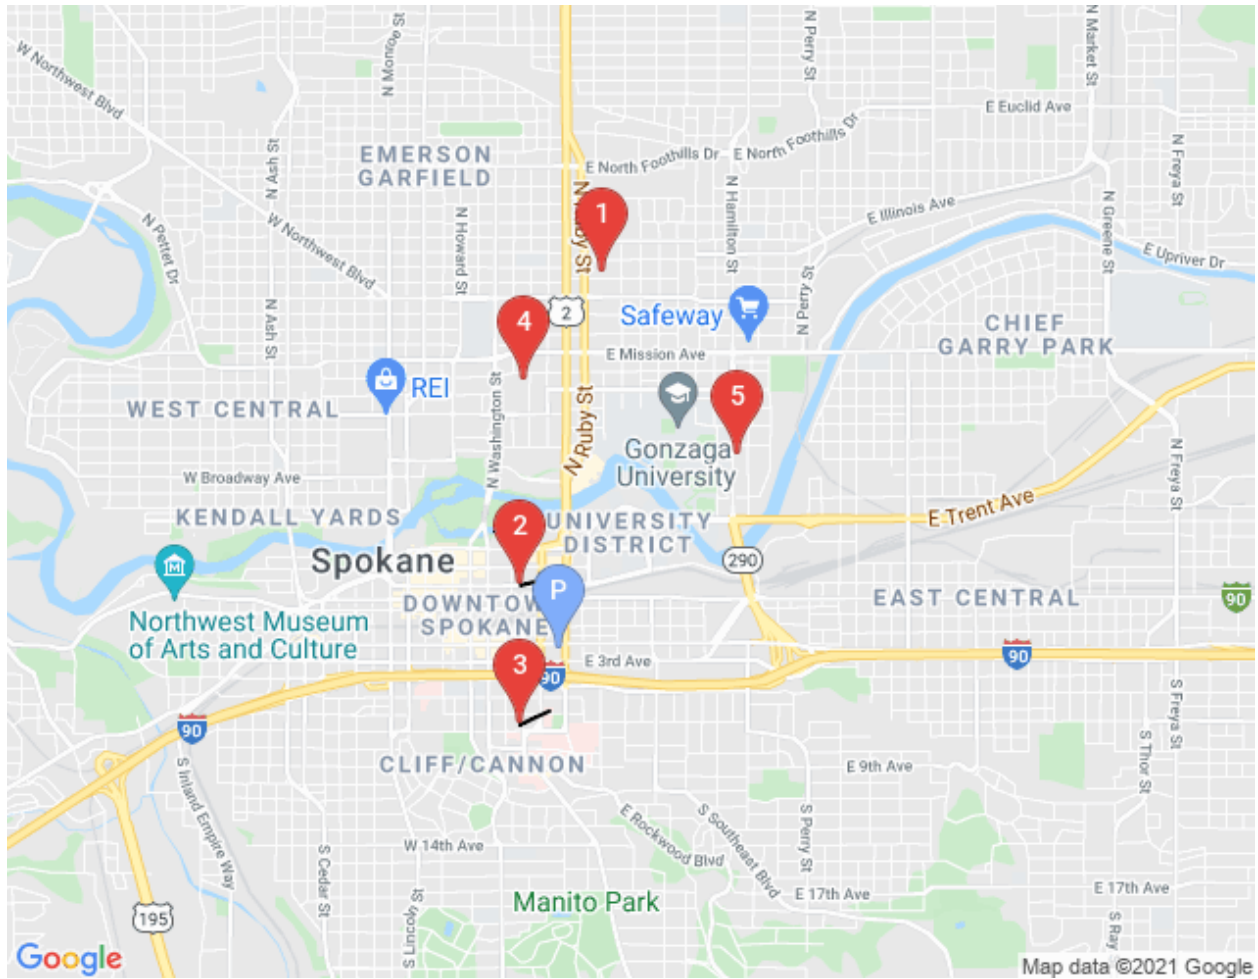 N Monroe St
N Perry St
N Market St
W Northwest Blvd
E Euclid Ave
EMERSON
GARFIELD
E North Foothills Dr
E North Foothills Dr
N Ash St
N Freya St
1
N Ruby St
N Hamilton St
E Illinois Ave
N Pettet Dr
W Northwest Blvd
N Howard St
N Greene St
E Upriver Dr
4
2
Safeway
N Perry St
CHIEF
GARRY PARK
N Ash St
E Mission Ave
REI
N Washington St
5
WEST CENTRAL
N Ruby St
Gonzaga
University
N Freya St
W Broadway Ave
KENDALL YARDS
2
UNIVERSITY
DISTRICT
E Trent Ave
Spokane
290
P
90
Northwest Museum
of Arts and Culture
DOWNTOW
SPOKANE
EAST CENTRAL
3
90
E 3rd Ave
90
90
S Freya St
CLIFF/CANNON
E 9th Ave
S Thor St
S Inland Empire Way
E Rockwood Blvd
S Southeast Blvd
S Perry St
W 14th Ave
S Cedar St
S Lincoln St
Manito Park
E 17th Ave
E 17th Ave
195
S Ray St
Google
Map data ©2021 Google